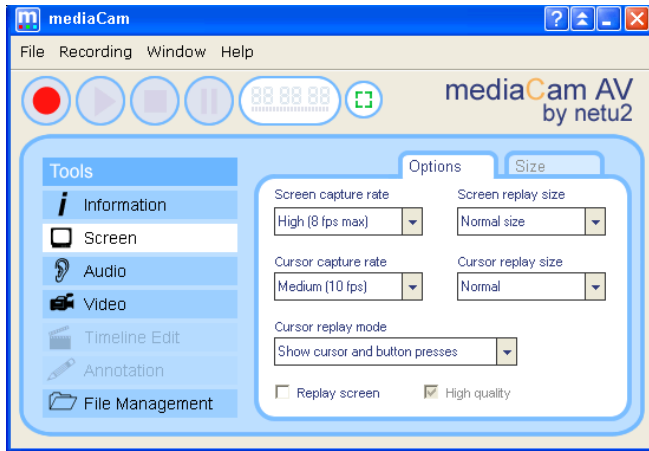 mediaCam
File Recording Window Help
88 88 88
mediaCam AV
by netu2
Tools
Information
Screen
Audio
Video
Timeline Edit
Annotation
File Management
Options
Size
Screen capture rate
Screen replay size
High (8 fps max)
Normal size
Cursor capture rate
Cursor replay size
Medium (10 fps)
Normal
Cursor replay mode
Show cursor and button presses
Replay screen
High quality